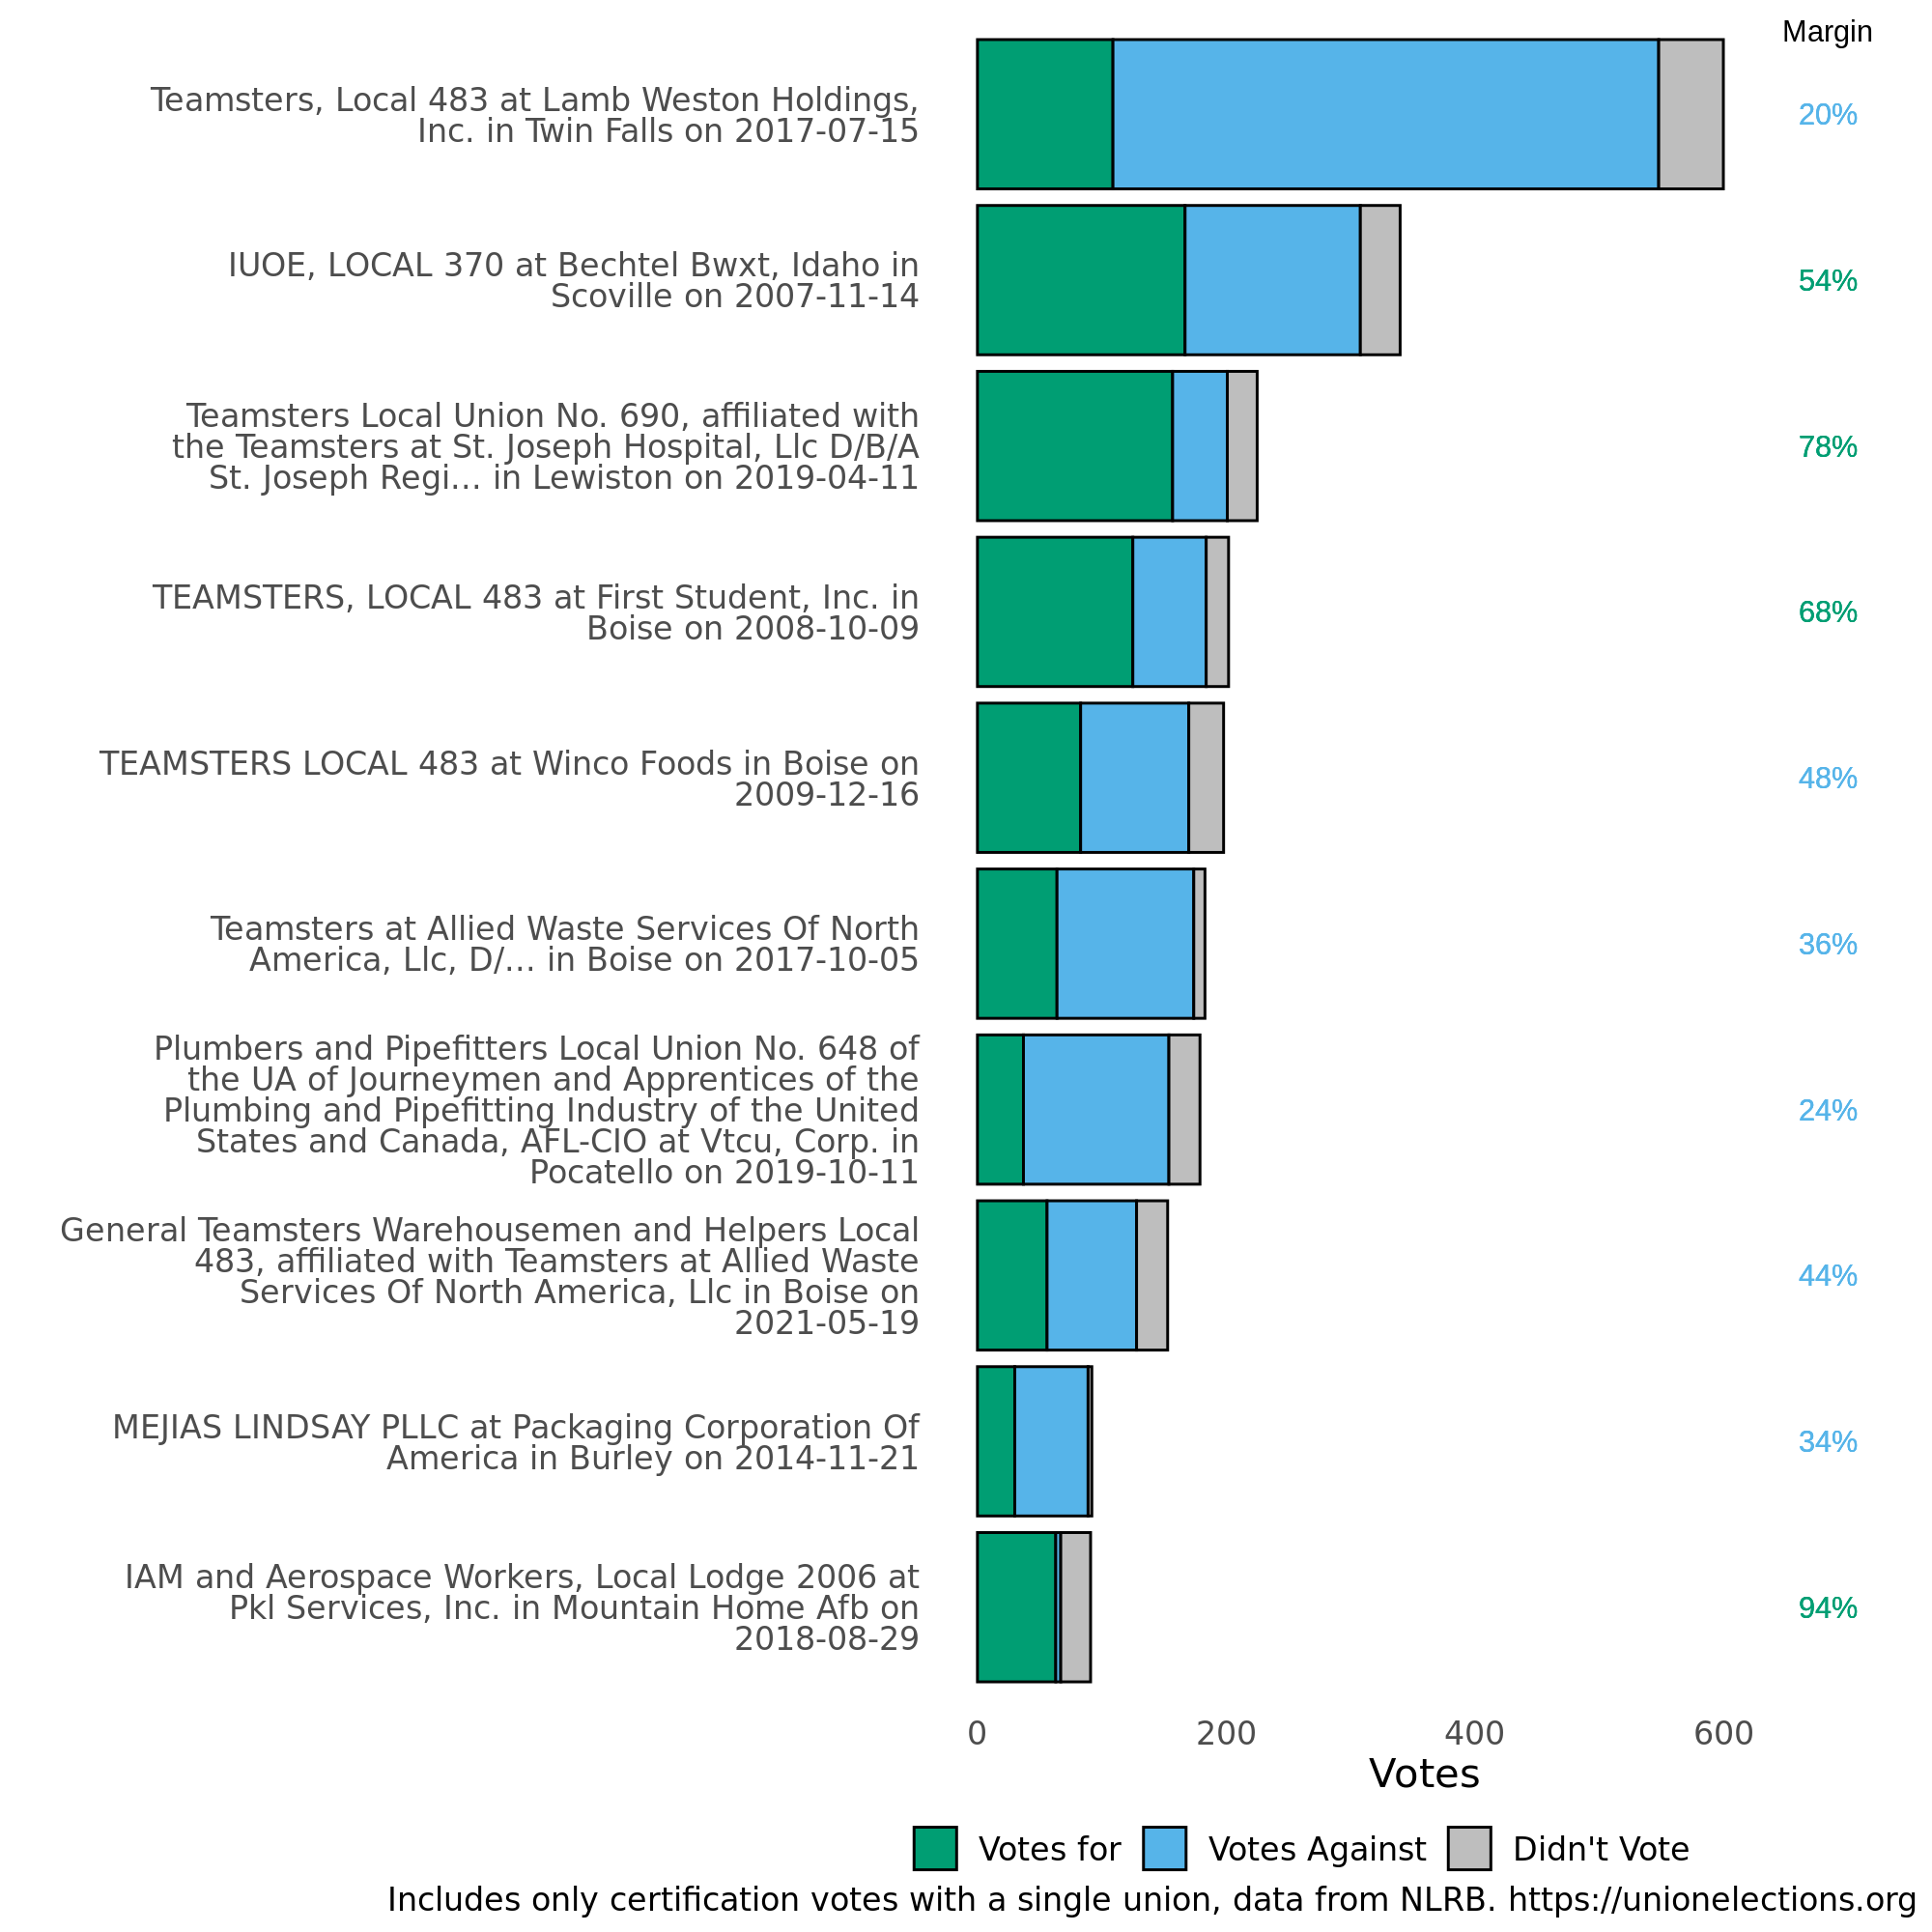 Margin
Teamsters, Local 483 at Lamb Weston Holdings,
Inc. in Twin Falls on 2017-07-15
20%
IUOE, LOCAL 370 at Bechtel Bwxt, Idaho in
Scoville on 2007-11-14
54%
Teamsters Local Union No. 690, affiliated with
the Teamsters at St. Joseph Hospital, Llc D/B/A
St. Joseph Regi... in Lewiston on 2019-04-11
78%
TEAMSTERS, LOCAL 483 at First Student, Inc. in
Boise on 2008-10-09
68%
TEAMSTERS LOCAL 483 at Winco Foods in Boise on
2009-12-16
48%
Teamsters at Allied Waste Services Of North
America, Llc, D/... in Boise on 2017-10-05
36%
Plumbers and Pipefitters Local Union No. 648 of
the UA of Journeymen and Apprentices of the
Plumbing and Pipefitting Industry of the United
States and Canada, AFL-CIO at Vtcu, Corp. in
Pocatello on 2019-10-11
24%
General Teamsters Warehousemen and Helpers Local
483, affiliated with Teamsters at Allied Waste
Services Of North America, Llc in Boise on
2021-05-19
44%
MEJIAS LINDSAY PLLC at Packaging Corporation Of
America in Burley on 2014-11-21
34%
IAM and Aerospace Workers, Local Lodge 2006 at
Pkl Services, Inc. in Mountain Home Afb on
2018-08-29
94%
0 200 400 600
Votes
Votes for Votes Against Didn't Vote
Includes only certification votes with a single union, data from NLRB. https://unionelections.org